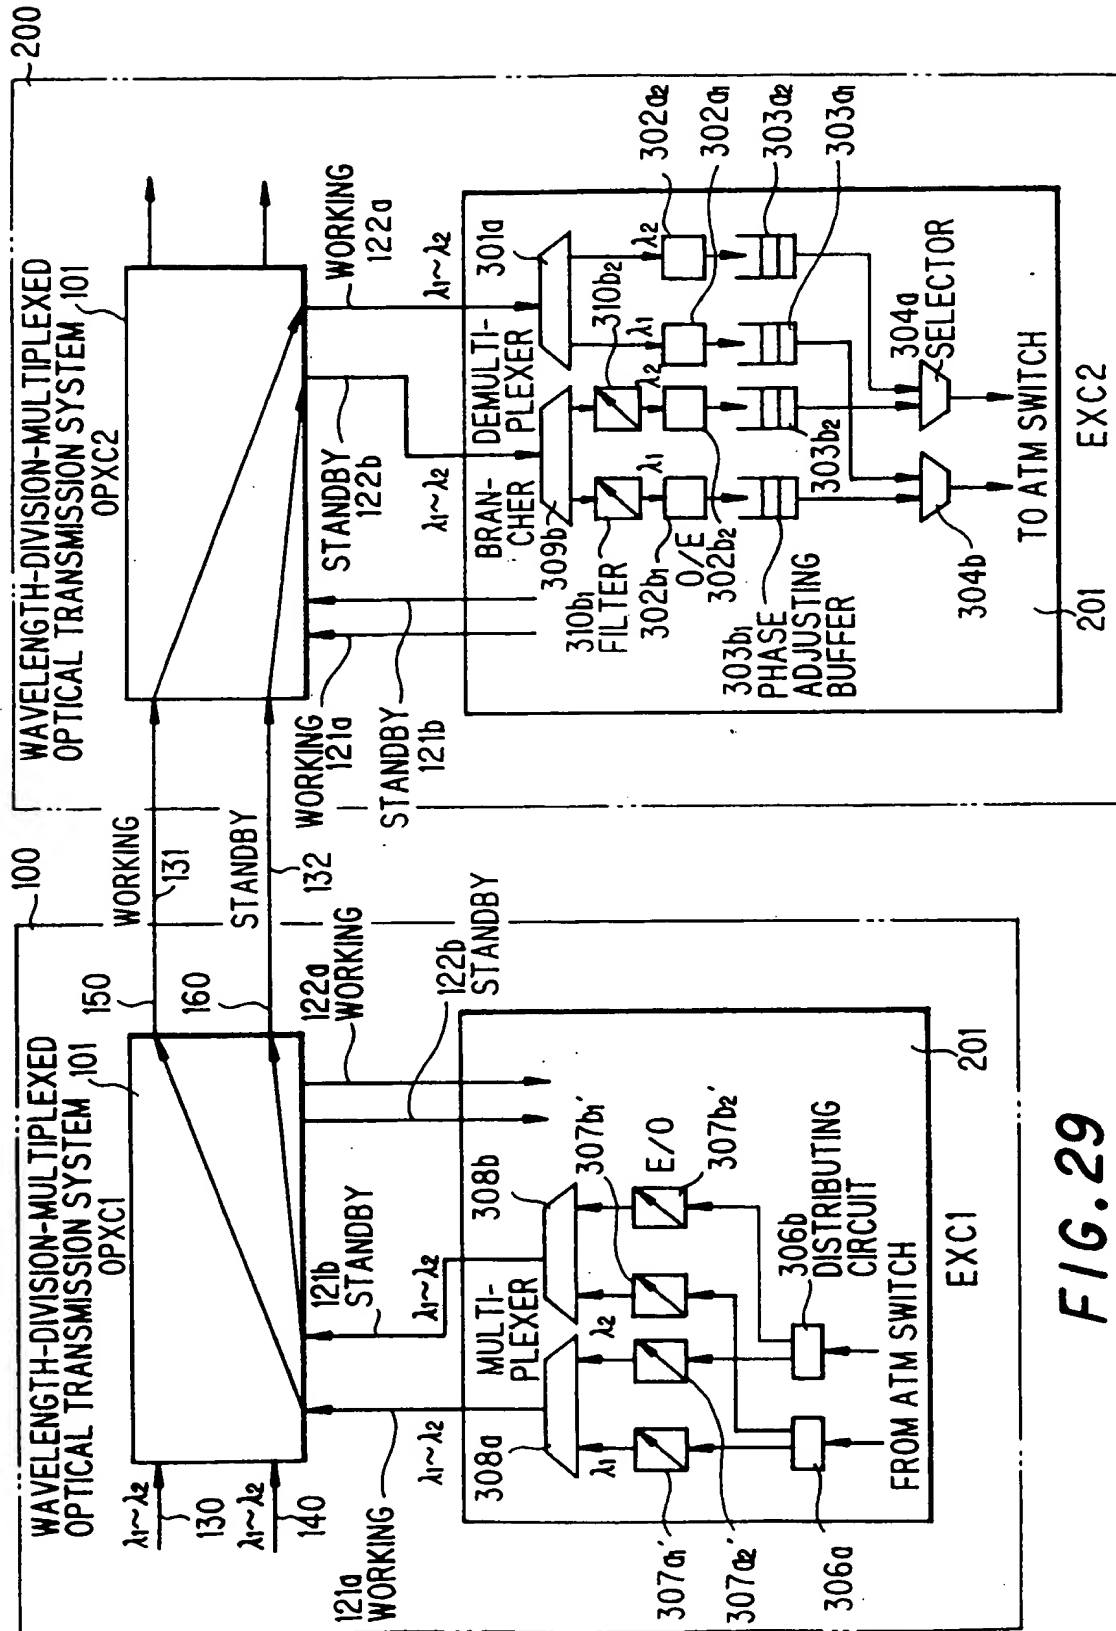 WAVELENGTH-DIVISION-MULTIPLEXED
OPTICAL TRANSMISSION SYSTEM 101
OPXC1
100
λ1~λ2
130
λ1~λ2
140
150
160
WORKING
131
STANDBY
132
121a
WORKING
121b
STANDBY
122a
WORKING
122b
STANDBY
λ1~λ2
λ1~λ2
308a
MULTI-
PLEXER
308b
λ1
λ2
307b1'
E/O
307b2'
307a1'
307a2'
306a
306b
DISTRIBUTING
CIRCUIT
FROM ATM SWITCH
201
EXC1
WAVELENGTH-DIVISION-MULTIPLEXED
OPTICAL TRANSMISSION SYSTEM 101
OPXC2
200
WORKING
121a
STANDBY
121b
STANDBY
122b
WORKING
122a
λ1~λ2
λ1~λ2
BRAN-
CHER
309b
DEMULTI-
PLEXER
301a
310b1
FILTER
310b2
λ1
λ2
λ1
λ2
302b1
O/E
302b2
302a2
302a1
303b1
PHASE
ADJUSTING
BUFFER
303b2
303a2
303a1
304b
304a
SELECTOR
TO ATM SWITCH
201
EXC2
FIG. 29